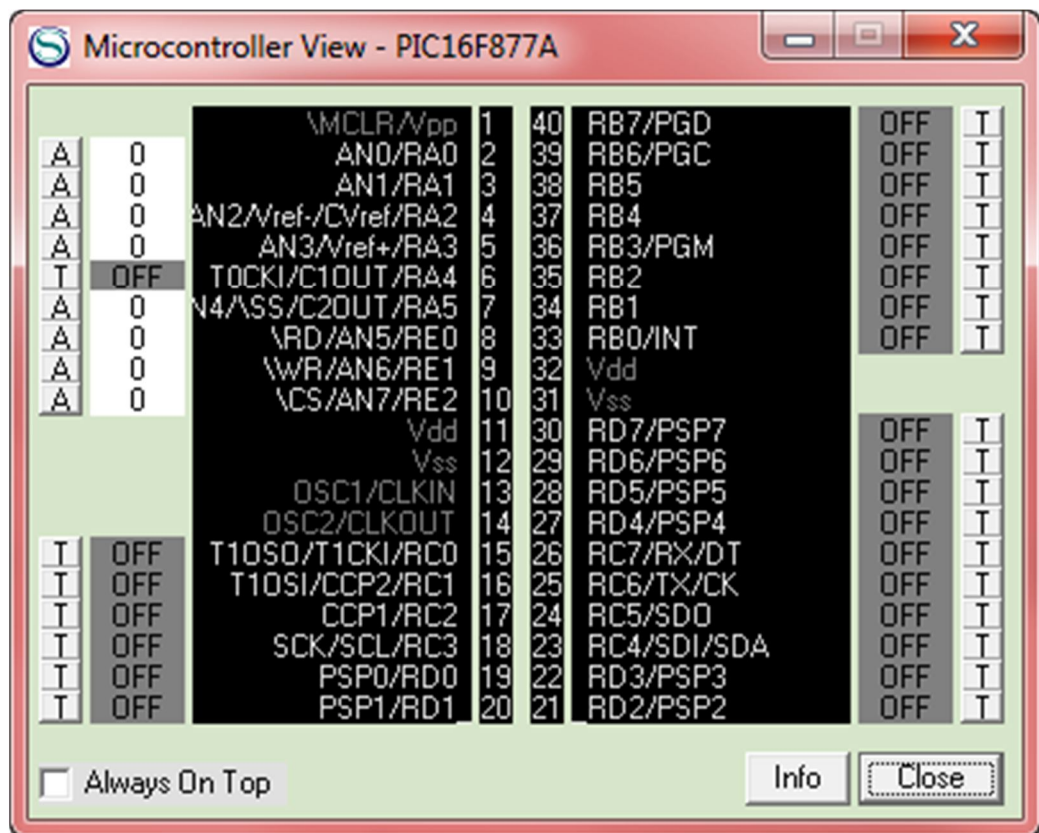 Microcontroller View - PIC16F877A
\MCLR/Vpp 1 40 RB7/PGD OFF T
A 0 AN0/RA0 2 39 RB6/PGC OFF T
A 0 AN1/RA1 3 38 RB5 OFF T
A 0 AN2/Vref-/CVref/RA2 4 37 RB4 OFF T
A 0 AN3/Vref+/RA3 5 36 RB3/PGM OFF T
T OFF T0CKI/C1OUT/RA4 6 35 RB2 OFF T
A 0 N4/\SS/C2OUT/RA5 7 34 RB1 OFF T
A 0 \RD/AN5/RE0 8 33 RB0/INT OFF T
A 0 \WR/AN6/RE1 9 32 Vdd
A 0 \CS/AN7/RE2 10 31 Vss
Vdd 11 30 RD7/PSP7 OFF T
Vss 12 29 RD6/PSP6 OFF T
OSC1/CLKIN 13 28 RD5/PSP5 OFF T
OSC2/CLKOUT 14 27 RD4/PSP4 OFF T
T OFF T1OSO/T1CKI/RC0 15 26 RC7/RX/DT OFF T
T OFF T1OSI/CCP2/RC1 16 25 RC6/TX/CK OFF T
T OFF CCP1/RC2 17 24 RC5/SDO OFF T
T OFF SCK/SCL/RC3 18 23 RC4/SDI/SDA OFF T
T OFF PSP0/RD0 19 22 RD3/PSP3 OFF T
T OFF PSP1/RD1 20 21 RD2/PSP2 OFF T
Always On Top Info Close